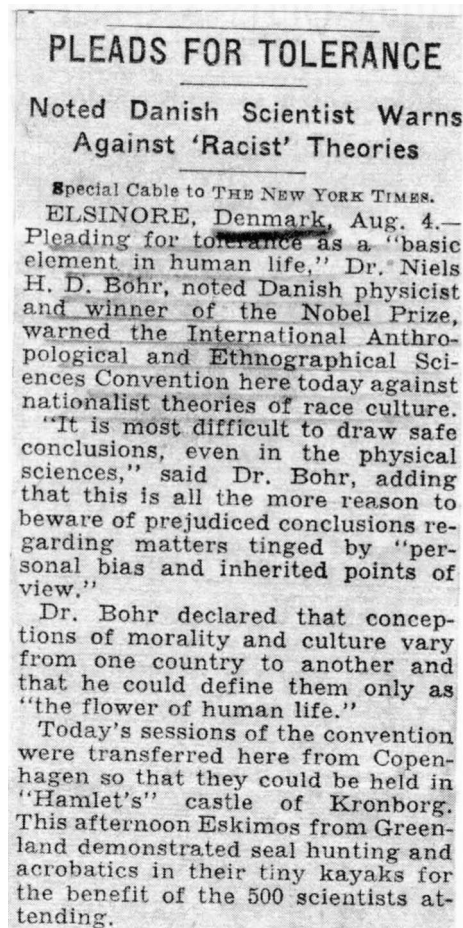 PLEADS FOR TOLERANCE
Noted Danish Scientist Warns
Against 'Racist' Theories
Special Cable to THE NEW YORK TIMES.
ELSINORE, Denmark, Aug. 4.—
Pleading for tolerance as a "basic
element in human life," Dr. Niels
H. D. Bohr, noted Danish physicist
and winner of the Nobel Prize,
warned the International Anthro-
pological and Ethnographical Sci-
ences Convention here today against
nationalist theories of race culture.
"It is most difficult to draw safe
conclusions, even in the physical
sciences," said Dr. Bohr, adding
that this is all the more reason to
beware of prejudiced conclusions re-
garding matters tinged by "per-
sonal bias and inherited points of
view."
Dr. Bohr declared that concep-
tions of morality and culture vary
from one country to another and
that he could define them only as
"the flower of human life."
Today's sessions of the convention
were transferred here from Copen-
hagen so that they could be held in
"Hamlet's" castle of Kronborg.
This afternoon Eskimos from Green-
land demonstrated seal hunting and
acrobatics in their tiny kayaks for
the benefit of the 500 scientists at-
tending.